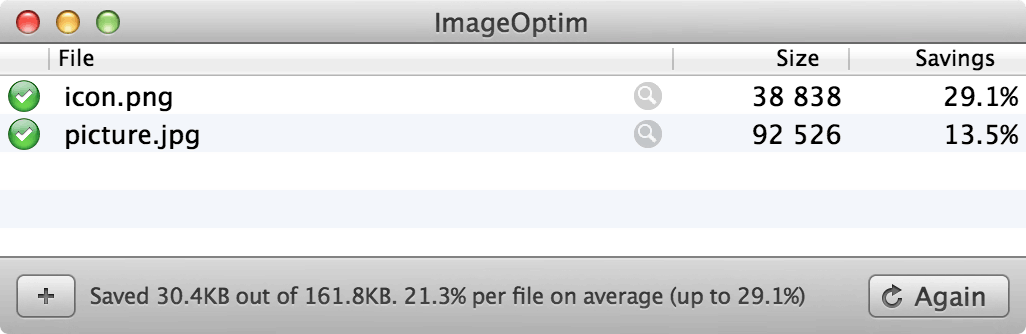 ImageOptim
File Size Savings
icon.png 38 838 29.1%
picture.jpg 92 526 13.5%
+ Saved 30.4KB out of 161.8KB. 21.3% per file on average (up to 29.1%) Again